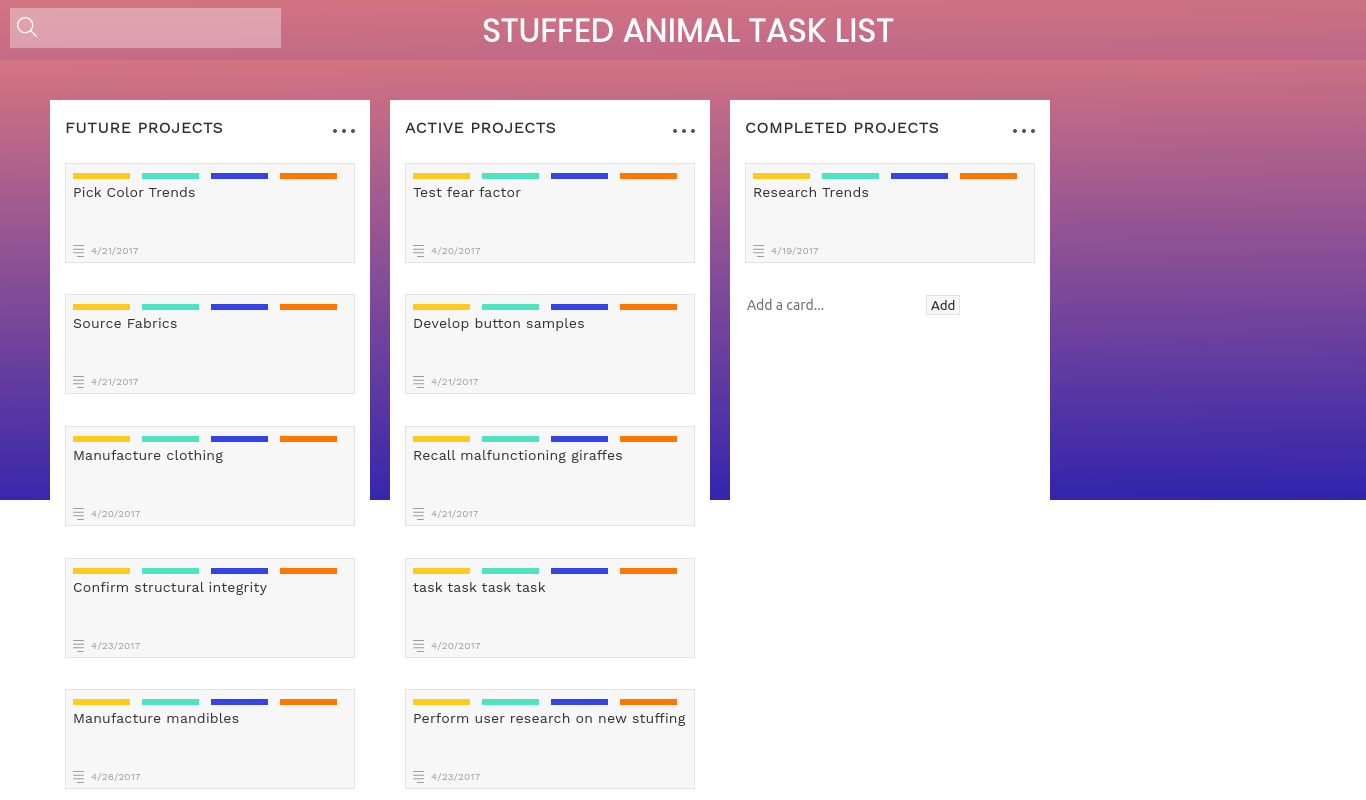 STUFFED ANIMAL TASK LIST
FUTURE PROJECTS
Pick Color Trends
4/21/2017
Source Fabrics
4/21/2017
Manufacture clothing
4/20/2017
Confirm structural integrity
4/23/2017
Manufacture mandibles
4/26/2017
ACTIVE PROJECTS
Test fear factor
4/20/2017
Develop button samples
4/21/2017
Recall malfunctioning giraffes
4/21/2017
task task task task
4/20/2017
Perform user research on new stuffing
4/23/2017
COMPLETED PROJECTS
Research Trends
4/19/2017
Add a card... Add